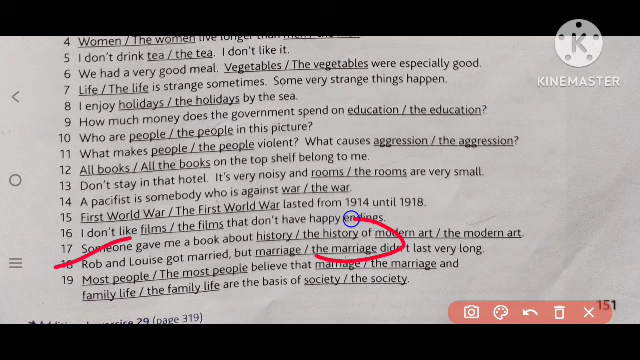 4 Women / The women live longer than men / the men.
5 I don't drink tea / the tea. I don't like it.
6 We had a very good meal. Vegetables / The vegetables were especially good.
7 Life / The life is strange sometimes. Some very strange things happen.
8 I enjoy holidays / the holidays by the sea.
9 How much money does the government spend on education / the education?
10 Who are people / the people in this picture?
11 What makes people / the people violent? What causes aggression / the aggression?
12 All books / All the books on the top shelf belong to me.
13 Don't stay in that hotel. It's very noisy and rooms / the rooms are very small.
14 A pacifist is somebody who is against war / the war.
15 First World War / The First World War lasted from 1914 until 1918.
16 I don't like films / the films that don't have happy endings.
17 Someone gave me a book about history / the history of modern art / the modern art.
18 Rob and Louise got married, but marriage / the marriage didn't last very long.
19 Most people / The most people believe that marriage / the marriage and
family life / the family life are the basis of society / the society.
151
Additional exercise 29 (page 319)
K
KINEMASTER